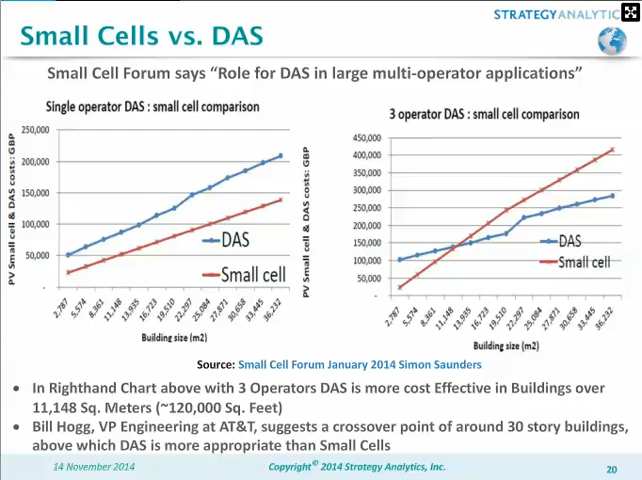 STRATEGYANALYTIC
Small Cells vs. DAS
Small Cell Forum says “Role for DAS in large multi-operator applications”
Single operator DAS : small cell comparison
PV Small cell & DAS costs: GBP
250,000
200,000
150,000
100,000
50,000
-
DAS
Small cell
2,787
5,574
8,361
11,148
13,935
16,723
19,510
22,297
25,084
27,871
30,658
33,445
36,232
Building size (m2)
3 operator DAS : small cell comparison
PV Small cell & DAS costs: GBP
450,000
400,000
350,000
300,000
250,000
200,000
150,000
100,000
50,000
-
DAS
Small cell
2,787
5,574
8,361
11,148
13,935
16,723
19,510
22,297
25,084
27,871
30,658
33,445
36,232
Building size (m2)
Source: Small Cell Forum January 2014 Simon Saunders
• In Righthand Chart above with 3 Operators DAS is more cost Effective in Buildings over
11,148 Sq. Meters (~120,000 Sq. Feet)
• Bill Hogg, VP Engineering at AT&T, suggests a crossover point of around 30 story buildings,
above which DAS is more appropriate than Small Cells
14 November 2014
Copyright© 2014 Strategy Analytics, Inc.
20